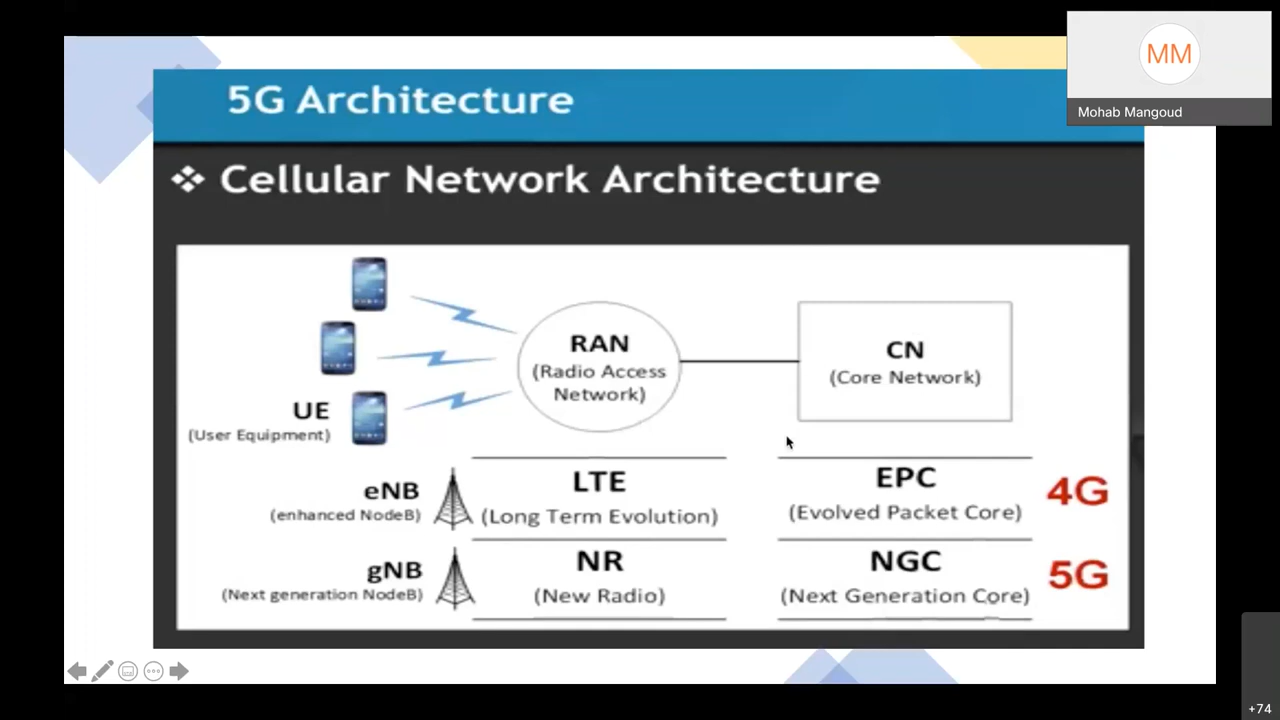 MM
Mohab Mangoud
5G Architecture
❖ Cellular Network Architecture
RAN
(Radio Access
Network)
CN
(Core Network)
UE
(User Equipment)
eNB
(enhanced NodeB)
LTE
(Long Term Evolution)
EPC
(Evolved Packet Core)
4G
gNB
(Next generation NodeB)
NR
(New Radio)
NGC
(Next Generation Core)
5G
+74